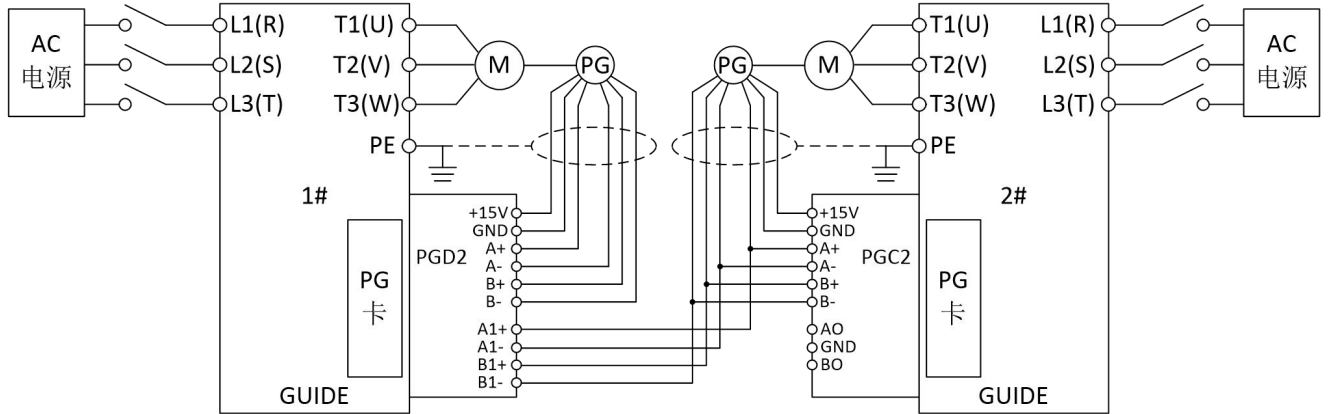 AC
电源
L1(R)
L2(S)
L3(T)
T1(U)
T2(V)
T3(W)
PE
1#
PG
卡
GUIDE
M
PG
PGD2
+15V
GND
A+
A-
B+
B-
A1+
A1-
B1+
B1-
PG
M
T1(U)
T2(V)
T3(W)
PE
L1(R)
L2(S)
L3(T)
AC
电源
2#
PGC2
+15V
GND
A+
A-
B+
B-
AO
GND
BO
PG
卡
GUIDE